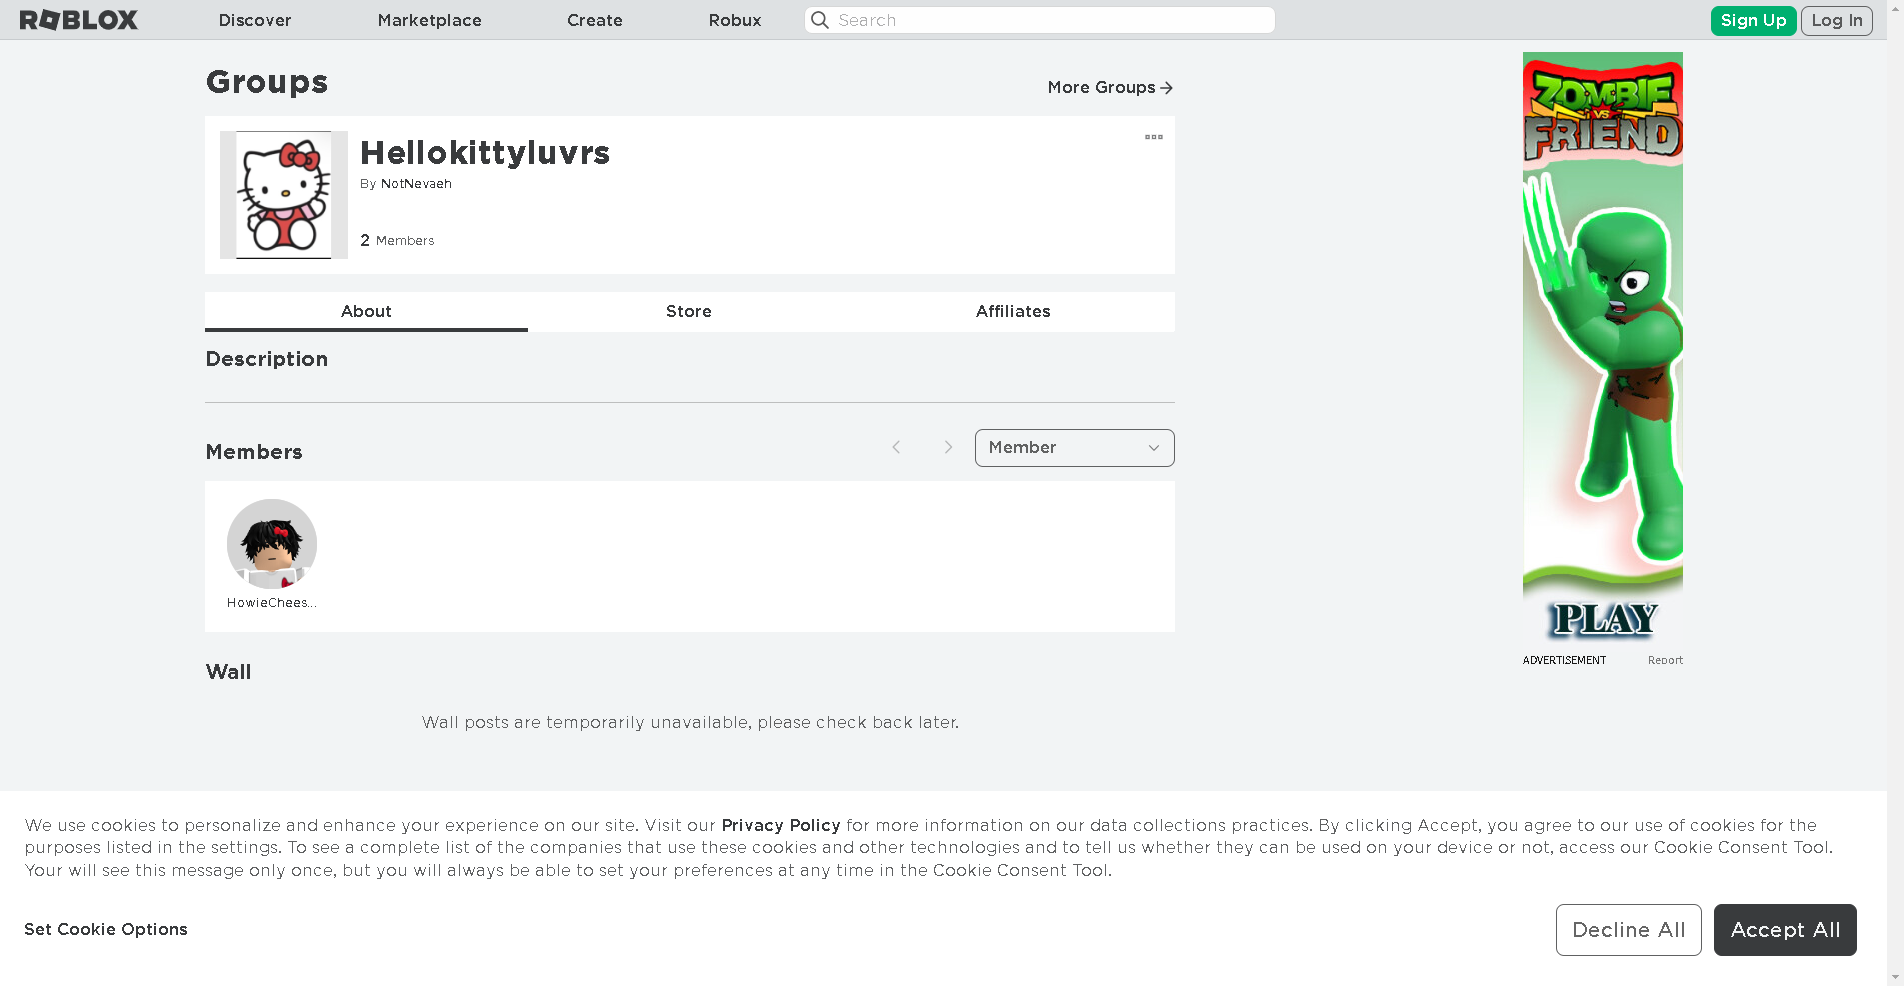 ROBLOX
Discover
Marketplace
Create
Robux
Search
Sign Up
Log In
Groups
More Groups
Hellokittyluvrs
By NotNevaeh
2 Members
About
Store
Affiliates
Description
Members
Member
HowieChees...
Wall
Wall posts are temporarily unavailable, please check back later.
ZOMBIE
VS
FRIEND
PLAY
ADVERTISEMENT
Report
We use cookies to personalize and enhance your experience on our site. Visit our Privacy Policy for more information on our data collections practices. By clicking Accept, you agree to our use of cookies for the
purposes listed in the settings. To see a complete list of the companies that use these cookies and other technologies and to tell us whether they can be used on your device or not, access our Cookie Consent Tool.
Your will see this message only once, but you will always be able to set your preferences at any time in the Cookie Consent Tool.
Set Cookie Options
Decline All
Accept All